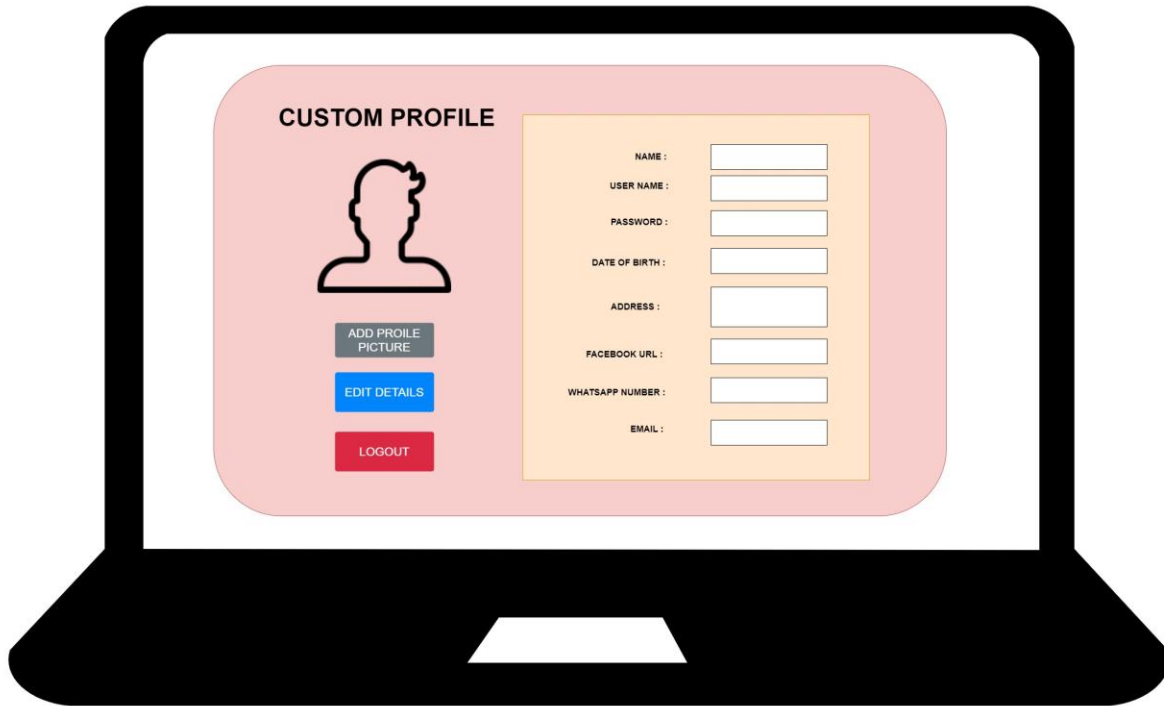 CUSTOM PROFILE
ADD PROILE
PICTURE
EDIT DETAILS
LOGOUT
NAME :
USER NAME :
PASSWORD :
DATE OF BIRTH :
ADDRESS :
FACEBOOK URL :
WHATSAPP NUMBER :
EMAIL :